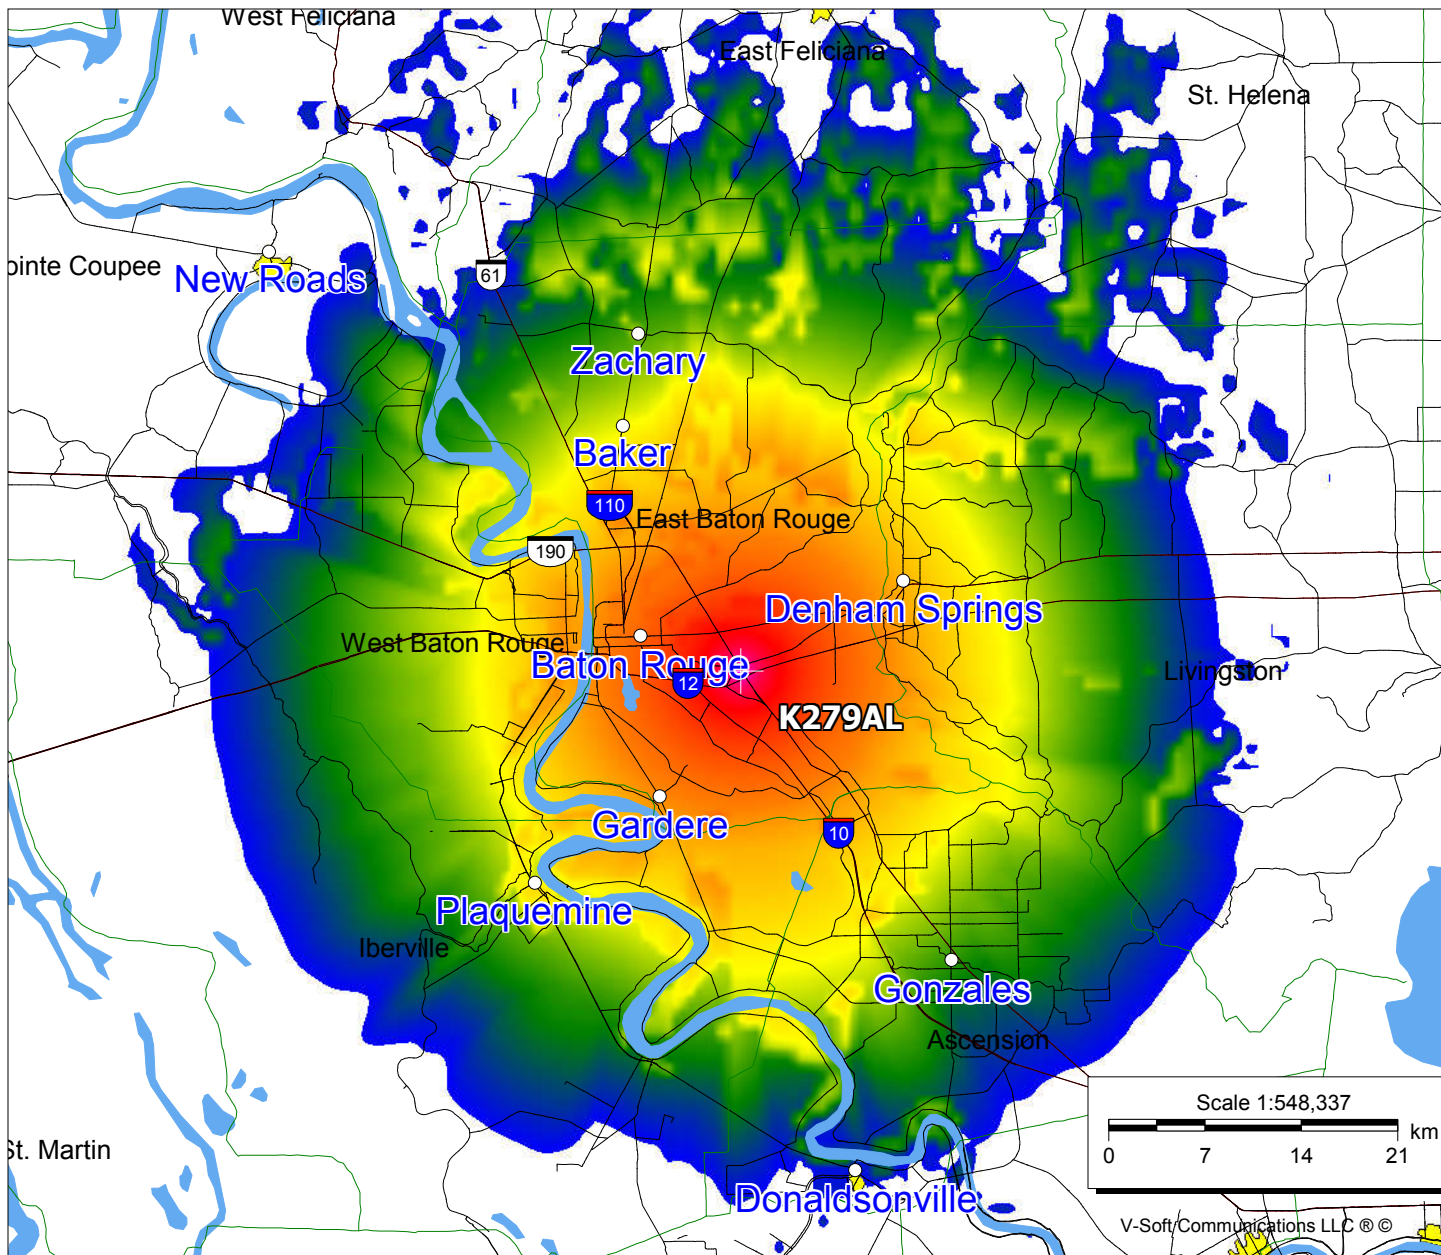 West Feliciana
East Feliciana
St. Helena
ointe Coupee
New Roads
61
Zachary
Baker
110
East Baton Rouge
190
Denham Springs
West Baton Rouge
Baton Rouge
12
Livingston
K279AL
Gardere
10
Plaquemine
Iberville
Gonzales
Ascension
St. Martin
Scale 1:548,337
km
0 7 14 21
Donaldsonville
V-Soft Communications LLC ® ©